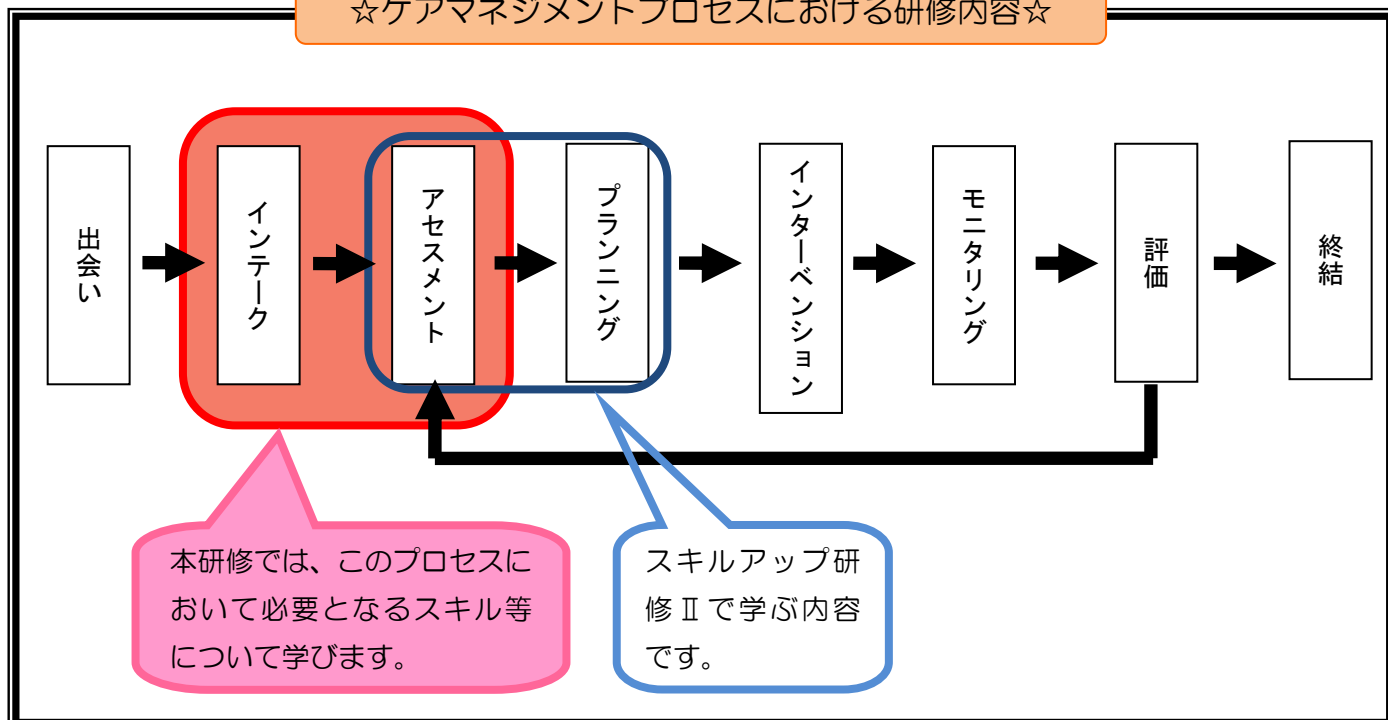 ☆ケアマネジメントプロセスにおける研修内容☆
出会い
インテーク
アセスメント
プランニング
インターベンション
モニタリング
評価
終結
本研修では、このプロセスに
おいて必要となるスキル等
について学びます。
スキルアップ研
修Ⅱで学ぶ内容
です。